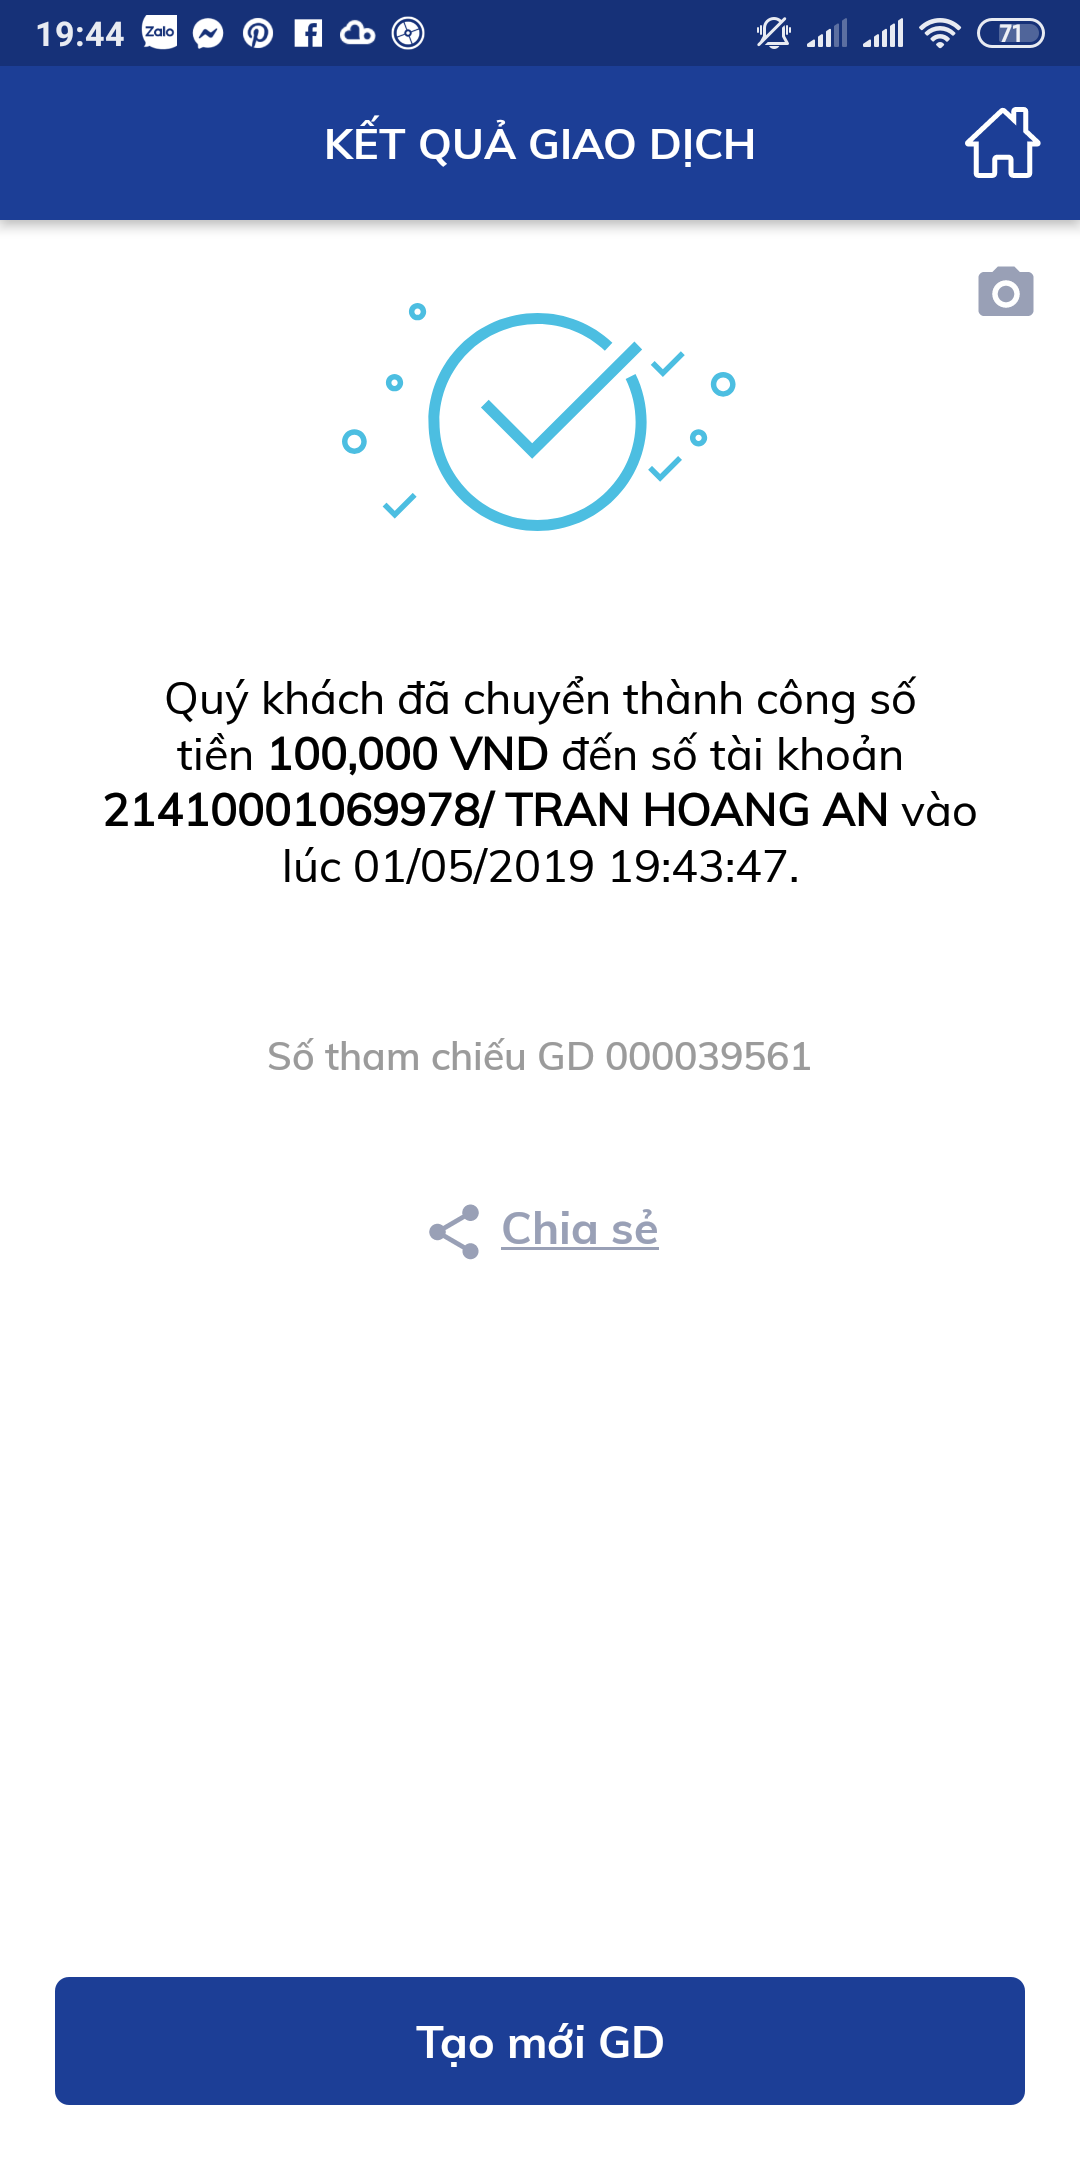 19:44 Zalo 71
KẾT QUẢ GIAO DỊCH
Quý khách đã chuyển thành công số
tiền 100,000 VND đến số tài khoản
21410001069978/ TRAN HOANG AN vào
lúc 01/05/2019 19:43:47.
Số tham chiếu GD 000039561
Chia sẻ
Tạo mới GD